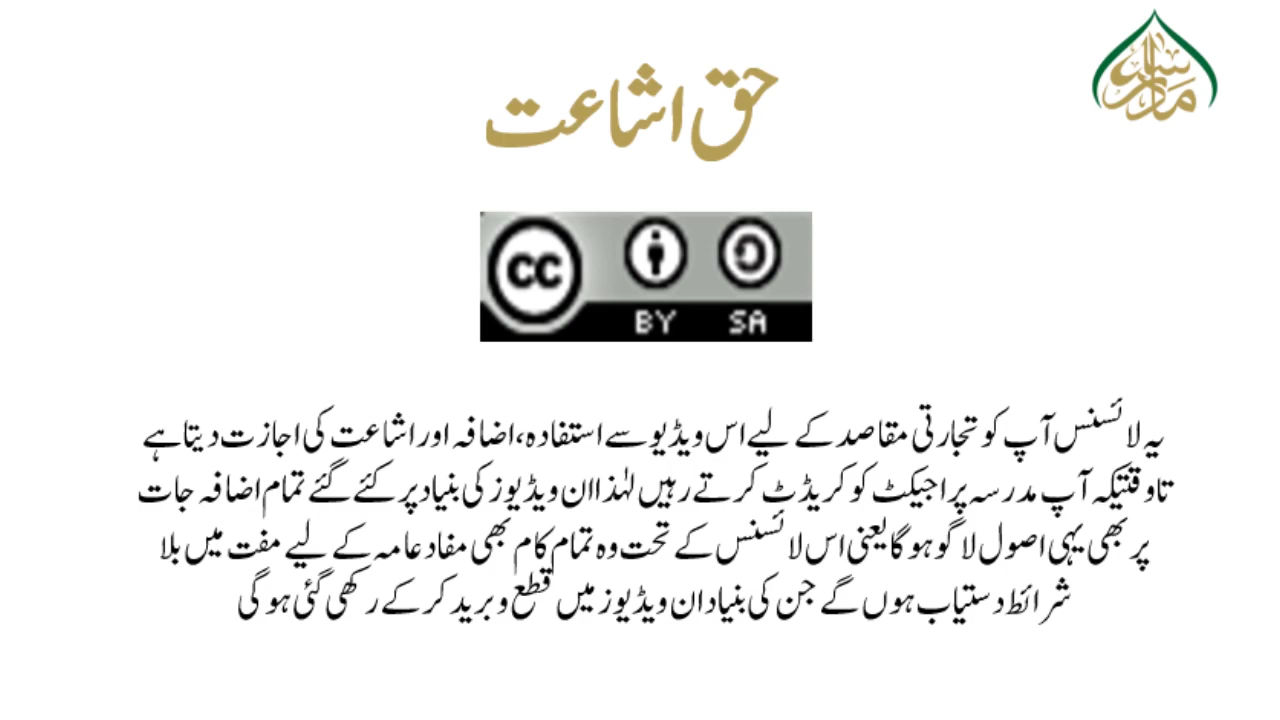 مدرسہ
حق اشاعت
cc
BY SA
یہ لائسنس آپ کو تجارتی مقاصد کے لیے اس ویڈیو سے استفادہ، اضافہ اور اشاعت کی اجازت دیتا ہے
تاوقتیکہ آپ مدرسہ پراجیکٹ کو کریڈٹ کرتے رہیں لہٰذا ان ویڈیوز کی بنیاد پر کئے گئے تمام اضافہ جات
پر بھی یہی اصول لاگو ہوگا یعنی اس لائسنس کے تحت وہ تمام کام بھی مفاد عامہ کے لیے مفت میں بلا
شرائط دستیاب ہوں گے جن کی بنیاد ان ویڈیوز میں قطع و برید کر کے رکھی گئی ہو گی